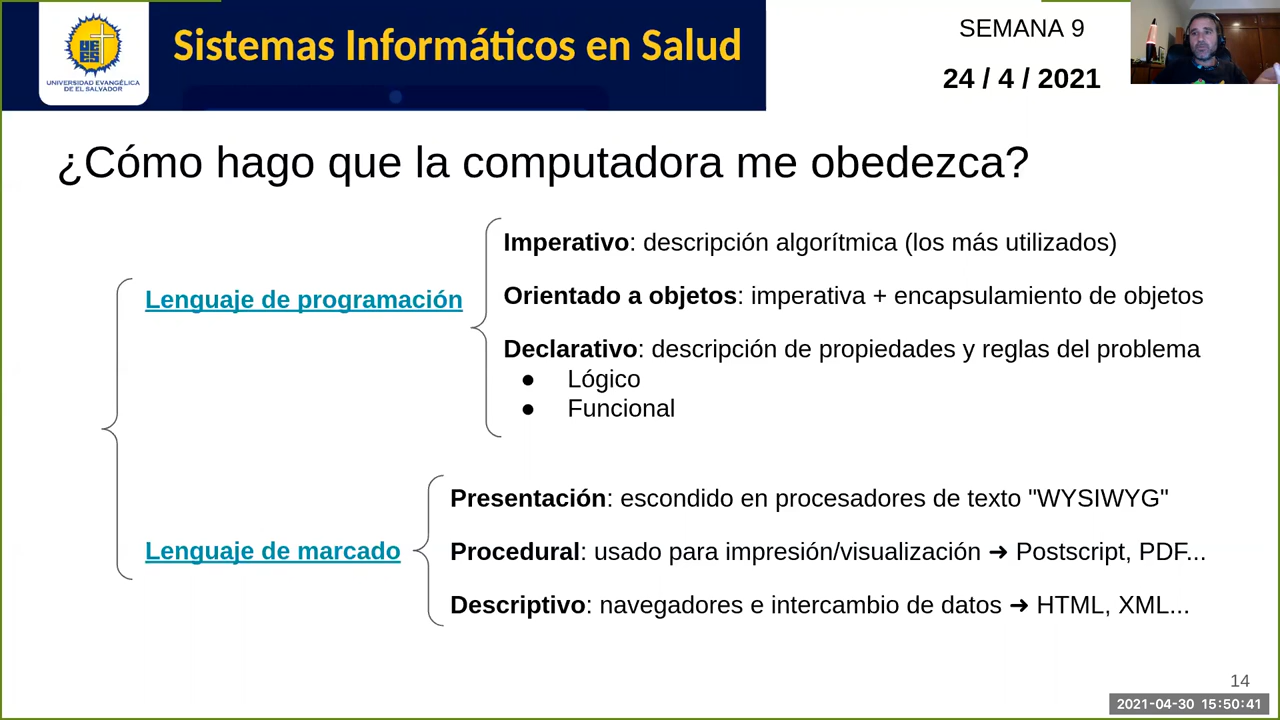 UNIVERSIDAD EVANGÉLICA
DE EL SALVADOR
Sistemas Informáticos en Salud
SEMANA 9
24 / 4 / 2021
¿Cómo hago que la computadora me obedezca?
Lenguaje de programación
Imperativo: descripción algorítmica (los más utilizados)
Orientado a objetos: imperativa + encapsulamiento de objetos
Declarativo: descripción de propiedades y reglas del problema
● Lógico
● Funcional
Lenguaje de marcado
Presentación: escondido en procesadores de texto "WYSIWYG"
Procedural: usado para impresión/visualización ➜ Postscript, PDF...
Descriptivo: navegadores e intercambio de datos ➜ HTML, XML...
14
2021-04-30 15:50:41